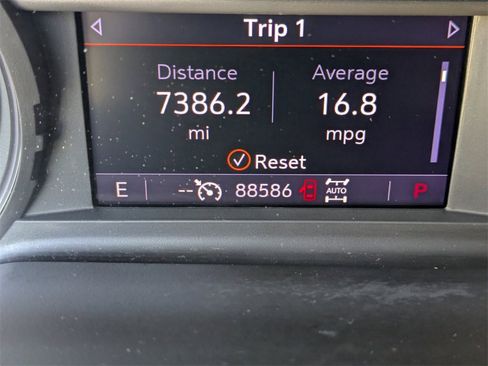 Trip 1
Distance Average
7386.2 16.8
mi mpg
Reset
E -- 88586 AUTO P